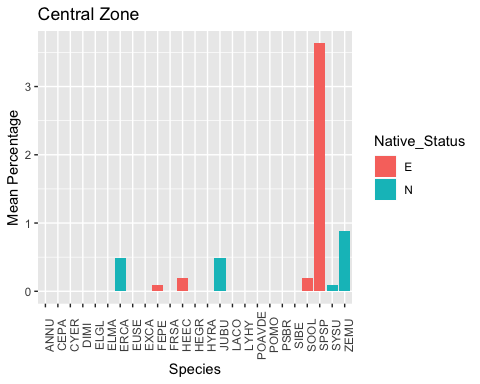 Central Zone
Mean Percentage
3
2
1
0
ANNU
CEPA
CYER
DIMI
ELGL
ELMA
ERCA
EUSE
EXCA
FEPE
FRSA
HEEC
HEGR
HYRA
JUBU
LACO
LYHY
POAVDE
POMO
PSBR
SIBE
SOOL
SPSP
SYSU
ZEMU
Species
Native_Status
E
N